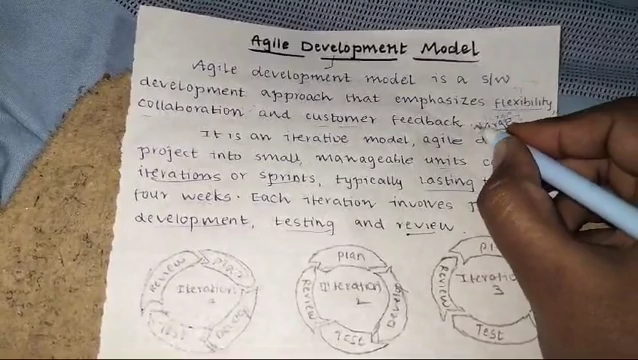 Agile Development Model
Agile development model is a s/w
development approach that emphasizes flexibility,
collaboration and customer feedback
It is an iterative model, agile
project into small, manageable units
iterations or sprints, typically lasting
four weeks. Each iteration involves
development, testing and review.
Review Plan Develop Test Iteration 1
Plan Develop Test Review Iteration 2
Review Test Iteration 3